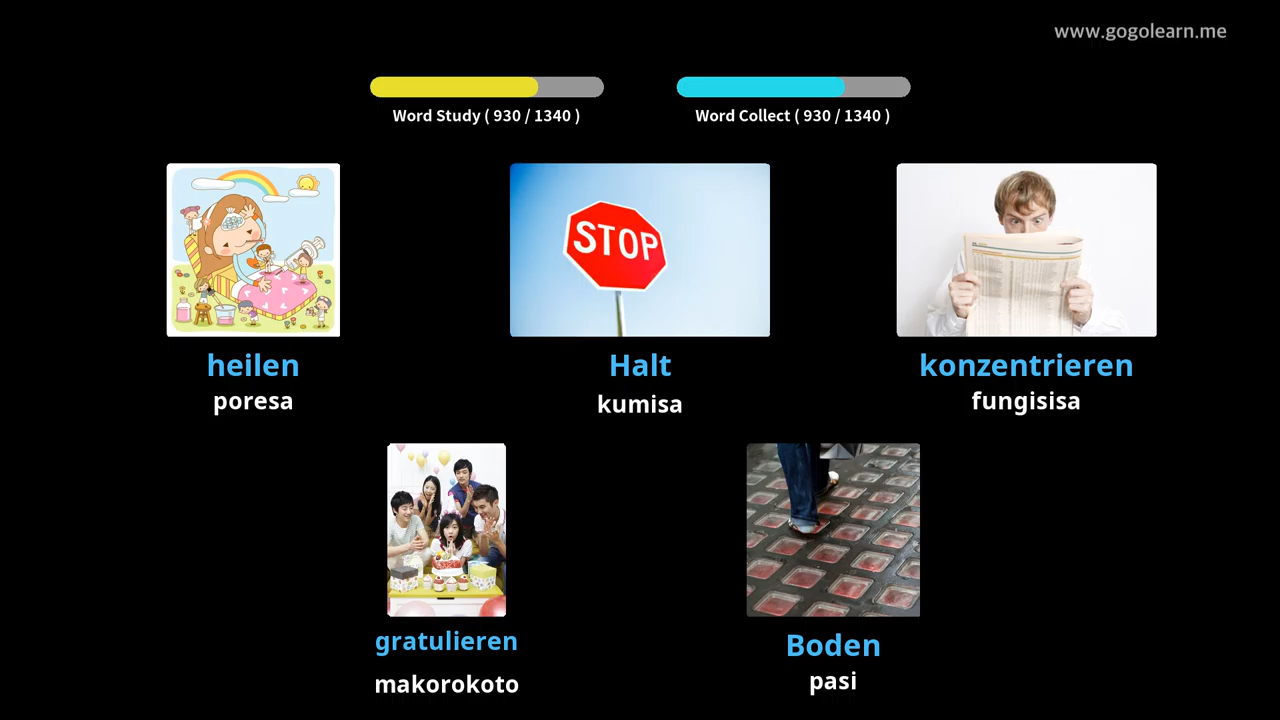 www.gogolearn.me
Word Study ( 930 / 1340 )
Word Collect ( 930 / 1340 )
STOP
heilen
poresa
Halt
kumisa
konzentrieren
fungisisa
gratulieren
makorokoto
Boden
pasi